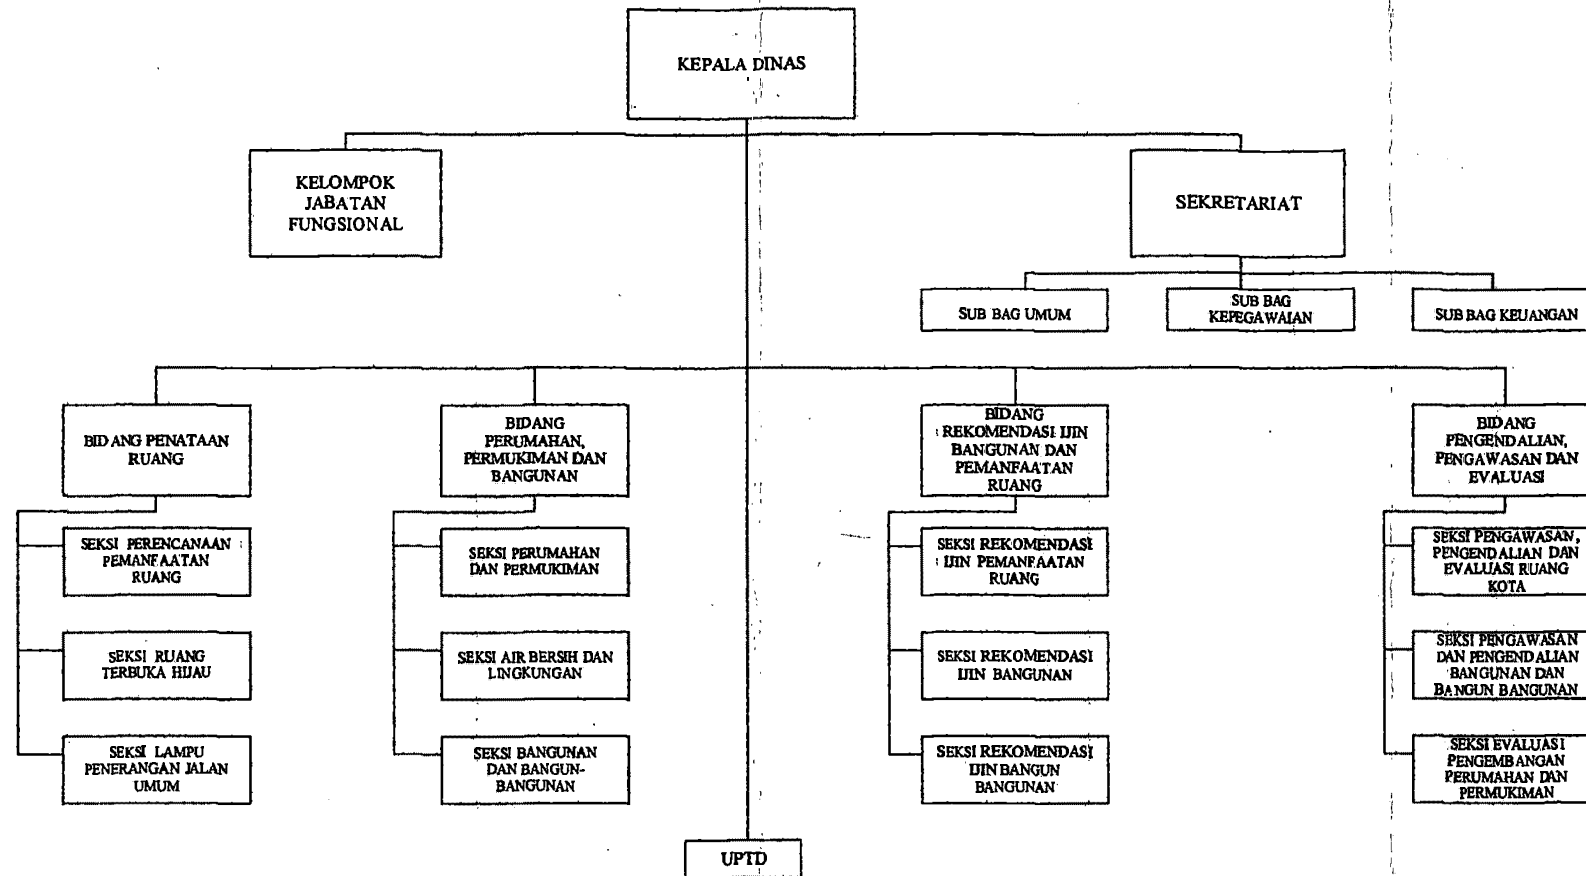 KEPALA DINAS
KELOMPOK
JABATAN
FUNGSIONAL
SEKRETARIAT
SUB BAG UMUM
SUB BAG
KEPEGAWAIAN
SUB BAG KEUANGAN
BIDANG PENATAAN
RUANG
BIDANG
PERUMAHAN,
PERMUKIMAN DAN
BANGUNAN
BIDANG
REKOMENDASI IJIN
BANGUNAN DAN
PEMANFAATAN
RUANG
BIDANG
PENGENDALIAN,
PENGAWASAN DAN
EVALUASI
SEKSI PERENCANAAN
PEMANFAATAN
RUANG
SEKSI PERUMAHAN
DAN PERMUKIMAN
SEKSI REKOMENDASI
IJIN PEMANFAATAN
RUANG
SEKSI PENGAWASAN,
PENGENDALIAN DAN
EVALUASI RUANG
KOTA
SEKSI RUANG
TERBUKA HIJAU
SEKSI AIR BERSIH DAN
LINGKUNGAN
SEKSI REKOMENDASI
IJIN BANGUNAN
SEKSI PENGAWASAN
DAN PENGENDALIAN
BANGUNAN DAN
BANGUN BANGUNAN
SEKSI LAMPU
PENERANGAN JALAN
UMUM
SEKSI BANGUNAN
DAN BANGUN-
BANGUNAN
SEKSI REKOMENDASI
IJIN BANGUN
BANGUNAN
SEKSI EVALUASI
PENGEMBANGAN
PERUMAHAN DAN
PERMUKIMAN
UPTD